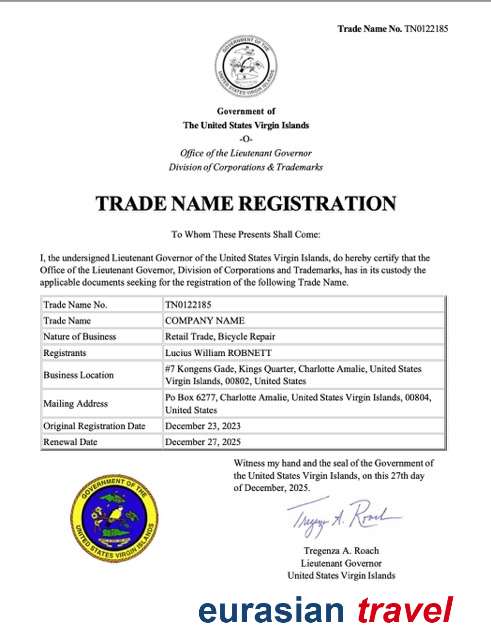 Trade Name No. TN0122185
GOVERNMENT OF THE
UNITED STATES VIRGIN ISLANDS
Government of
The United States Virgin Islands
-O-
Office of the Lieutenant Governor
Division of Corporations & Trademarks
TRADE NAME REGISTRATION
To Whom These Presents Shall Come:
I, the undersigned Lieutenant Governor of the United States Virgin Islands, do hereby certify that the
Office of the Lieutenant Governor, Division of Corporations and Trademarks, has in its custody the
applicable documents seeking for the registration of the following Trade Name.
Trade Name No. TN0122185
Trade Name COMPANY NAME
Nature of Business Retail Trade, Bicycle Repair
Registrants Lucius William ROBNETT
Business Location #7 Kongens Gade, Kings Quarter, Charlotte Amalie, United States
Virgin Islands, 00802, United States
Mailing Address Po Box 6277, Charlotte Amalie, United States Virgin Islands, 00804,
United States
Original Registration Date December 23, 2023
Renewal Date December 27, 2025
Witness my hand and the seal of the Government of
the United States Virgin Islands, on this 27th day
of December, 2025.
GOVERNMENT OF THE
UNITED STATES VIRGIN ISLANDS
Tregenza A. Roach
Tregenza A. Roach
Lieutenant Governor
United States Virgin Islands
eurasian travel